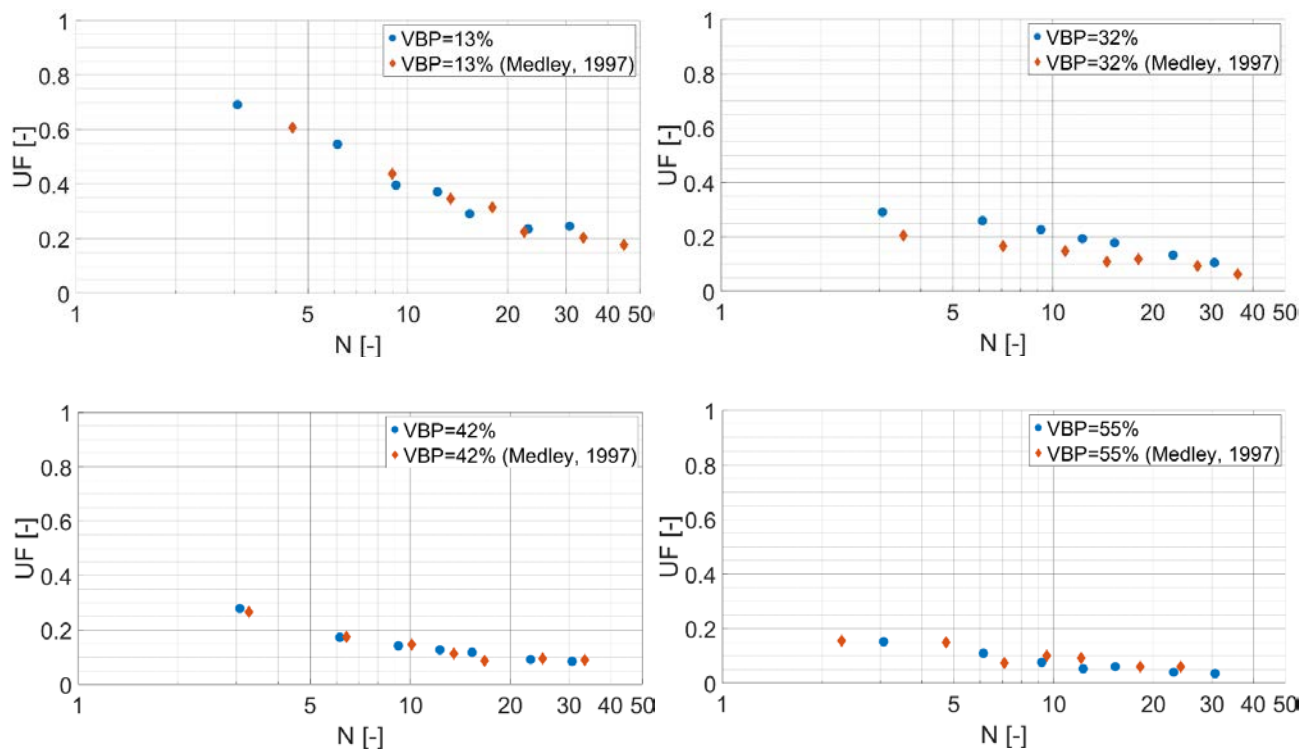 1
VBP=13%
VBP=13% (Medley, 1997)
0.8
0.6
UF [-]
0.4
0.2
0
1 5 10 20 30 40 50
N [-]
1
VBP=32%
VBP=32% (Medley, 1997)
0.8
0.6
UF [-]
0.4
0.2
0
1 5 10 20 30 40 50
N [-]
1
VBP=42%
VBP=42% (Medley, 1997)
0.8
0.6
UF [-]
0.4
0.2
0
1 5 10 20 30 40 50
N [-]
1
VBP=55%
VBP=55% (Medley, 1997)
0.8
0.6
UF [-]
0.4
0.2
0
1 5 10 20 30 40 50
N [-]